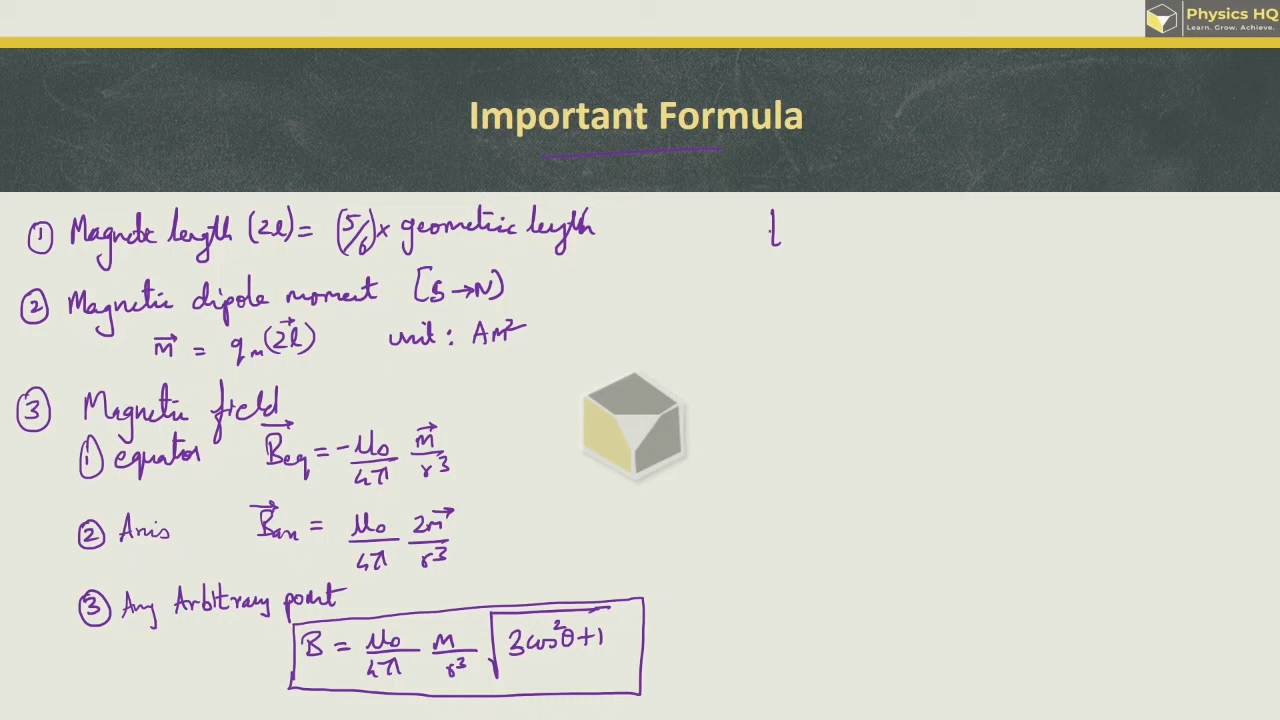 Physics HQ
Learn. Grow. Achieve.
Important Formula
① Magnetic length (2l) = (5/6) × geometric length
② Magnetic dipole moment [S → N)
m⃗ = qₘ(2l⃗) unit : Am²
③ Magnetic field
① equator B⃗eq = -μ₀/4π m⃗/r³
② Axis B⃗ax = μ₀/4π 2m⃗/r³
③ Any Arbitrary point
B = μ₀/4π m/r³ √3cos²θ+1